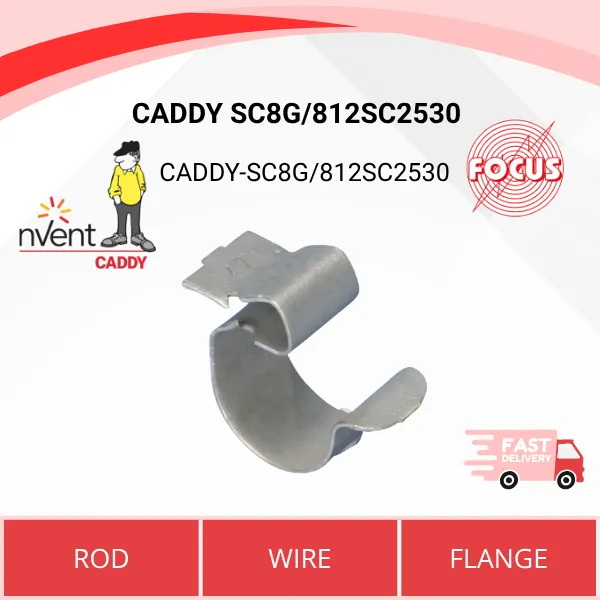 CADDY SC8G/812SC2530
CADDY-SC8G/812SC2530
FOCUS
nVent
CADDY
FAST
DELIVERY
ROD
WIRE
FLANGE